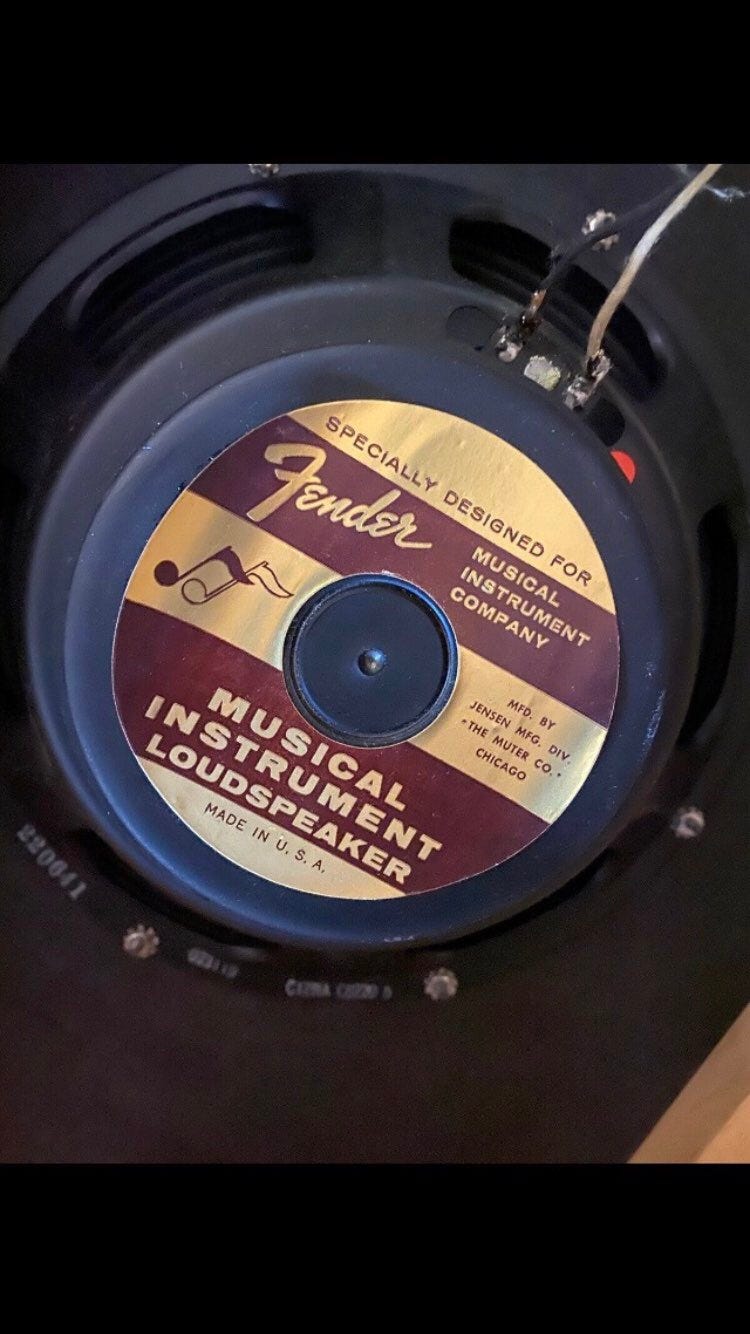 SPECIALLY DESIGNED FOR
Fender
MUSICAL
INSTRUMENT
COMPANY
MFD. BY
JENSEN MFG. DIV.
"THE MUTER CO."
CHICAGO
MUSICAL
INSTRUMENT
LOUDSPEAKER
MADE IN U. S. A.
220641